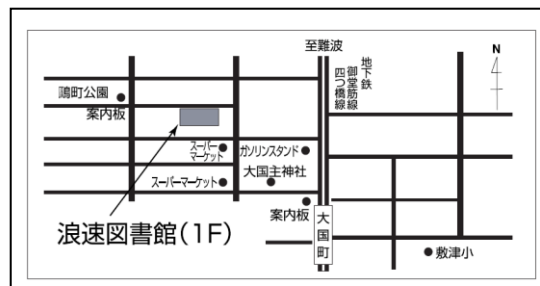 至難波
地下鉄
御堂筋線
四つ橋線
N
鴎町公園
案内板
スーパー
マーケット
ガソリンスタンド
大国主神社
スーパーマーケット
案内板
浪速図書館(1F)
大国町
敷津小